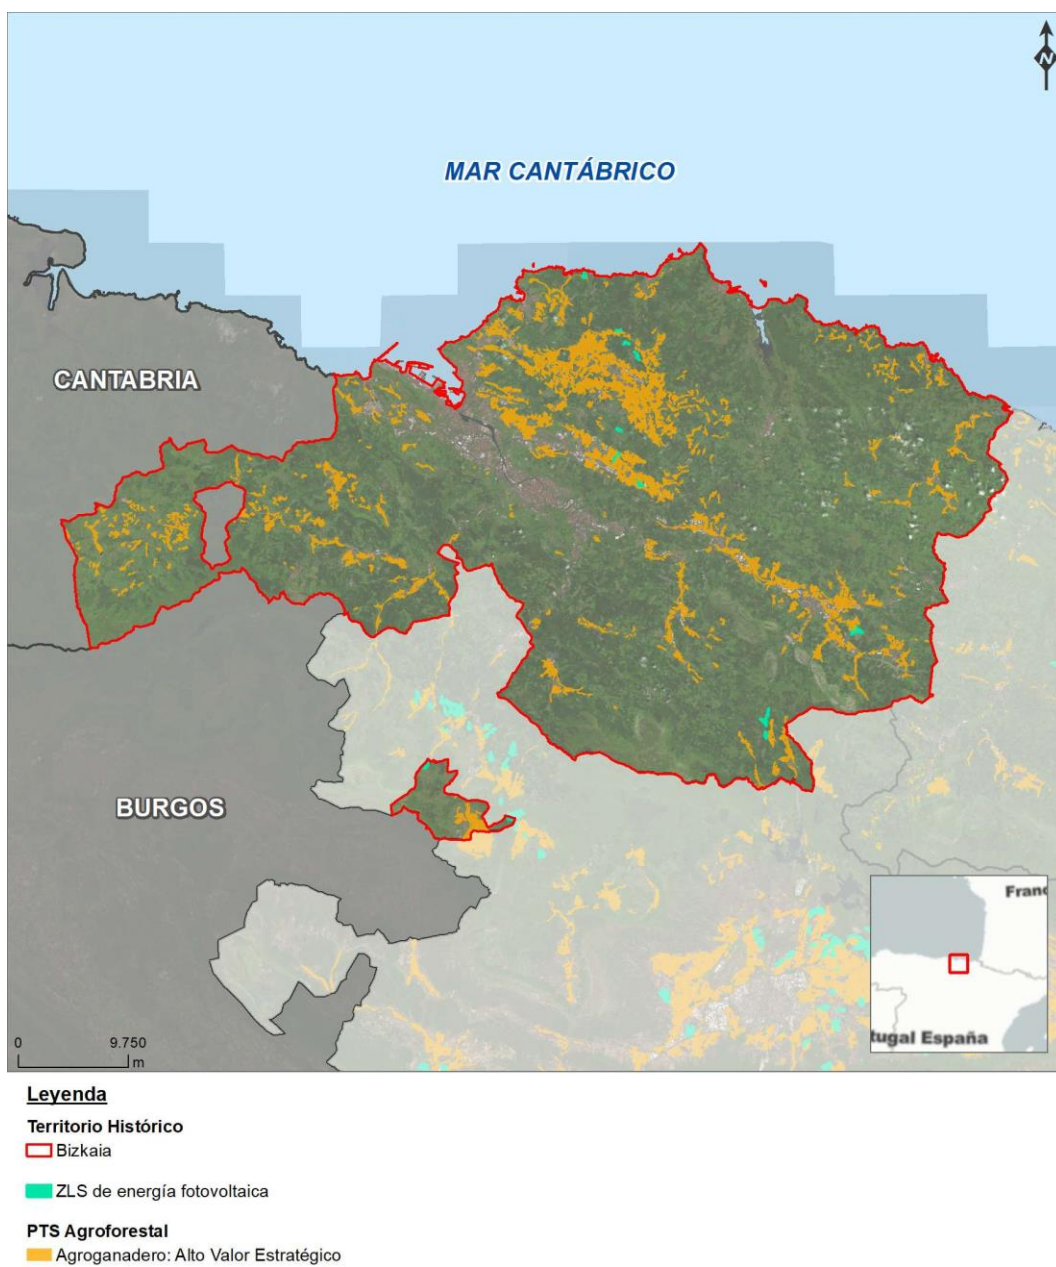 N
MAR CANTÁBRICO
CANTABRIA
BURGOS
Franc
tugal España
0 9.750
m
Leyenda
Territorio Histórico
Bizkaia
ZLS de energía fotovoltaica
PTS Agroforestal
Agroganadero: Alto Valor Estratégico